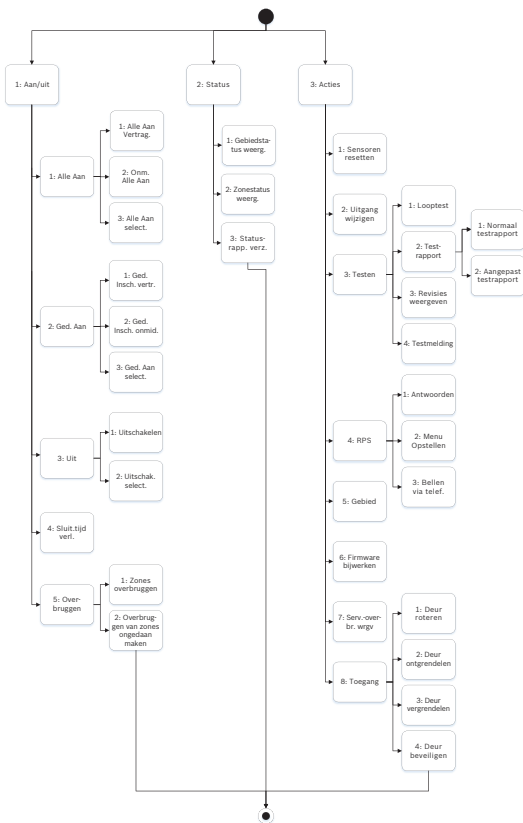 1: Aan/uit
2: Status
3: Acties
1: Alle Aan
1: Alle Aan
Vertrag.
2: Onm.
Alle Aan
3: Alle Aan
select.
2: Ged. Aan
1: Ged.
Insch. vertr.
2: Ged.
Insch. onmid.
3: Ged. Aan
select.
3: Uit
1: Uitschakelen
2: Uitschak.
select.
4: Sluit.tijd
verl.
5: Over-
bruggen
1: Zones
overbruggen
2: Overbrug-
gen van zones
ongedaan
maken
1: Gebiedsta-
tus weerg.
2: Zonestatus
weerg.
3: Status-
rapp. verz.
1: Sensoren
resetten
2: Uitgang
wijzigen
3: Testen
1: Looptest
2: Test-
rapport
1: Normaal
testrapport
2: Aangepast
testrapport
3: Revisies
weergeven
4: Testmelding
4: RPS
1: Antwoorden
2: Menu
Opstellen
3: Bellen
via telef.
5: Gebied
6: Firmware
bijwerken
7: Serv.-over-
br. wrgv
8: Toegang
1: Deur
roteren
2: Deur
ontgrendelen
3: Deur
vergrendelen
4: Deur
beveiligen